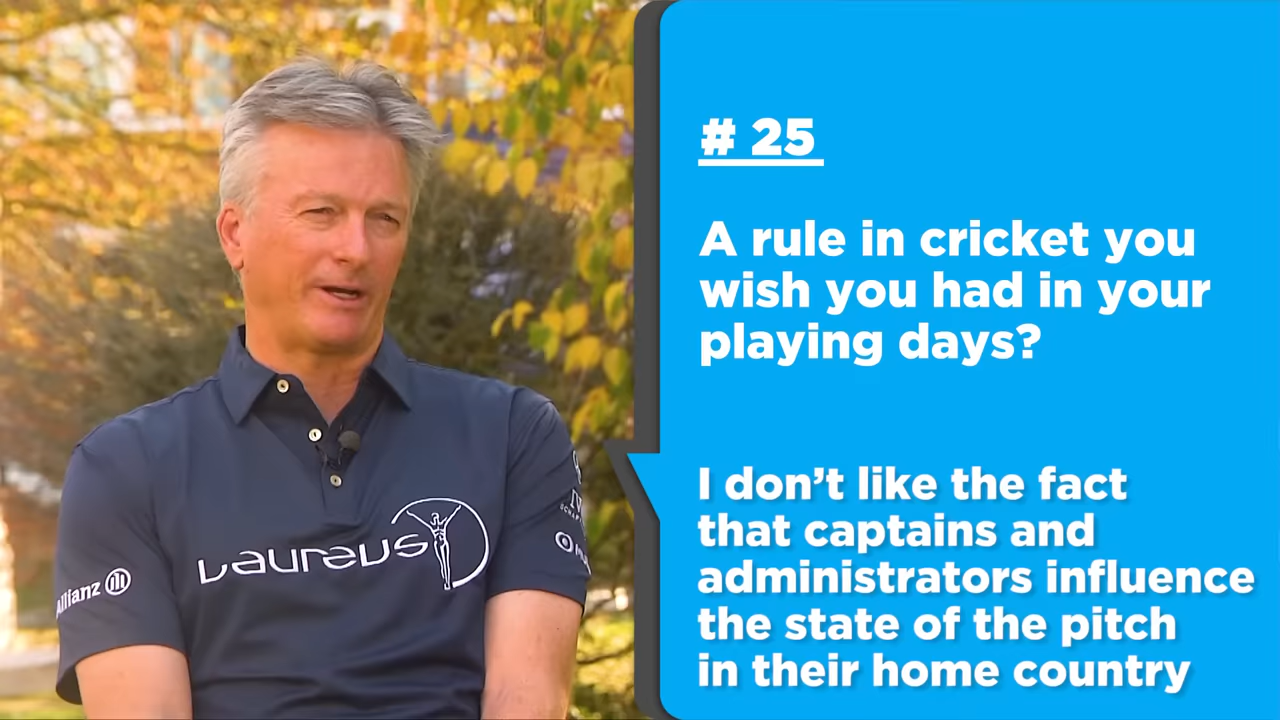 # 25
A rule in cricket you
wish you had in your
playing days?
I don't like the fact
that captains and
administrators influence
the state of the pitch
in their home country
Laureus
Allianz